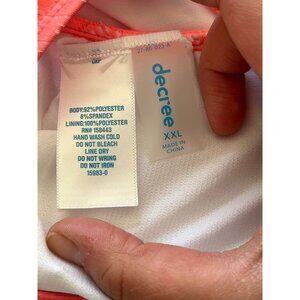 BODY:92%POLYESTER
8%SPANDEX
LINING:100%POLYESTER
RN# 158443
HAND WASH COLD
DO NOT BLEACH
LINE DRY
DO NOT WRING
DO NOT IRON
15983-0
decree
XXL
MADE IN
CHINA